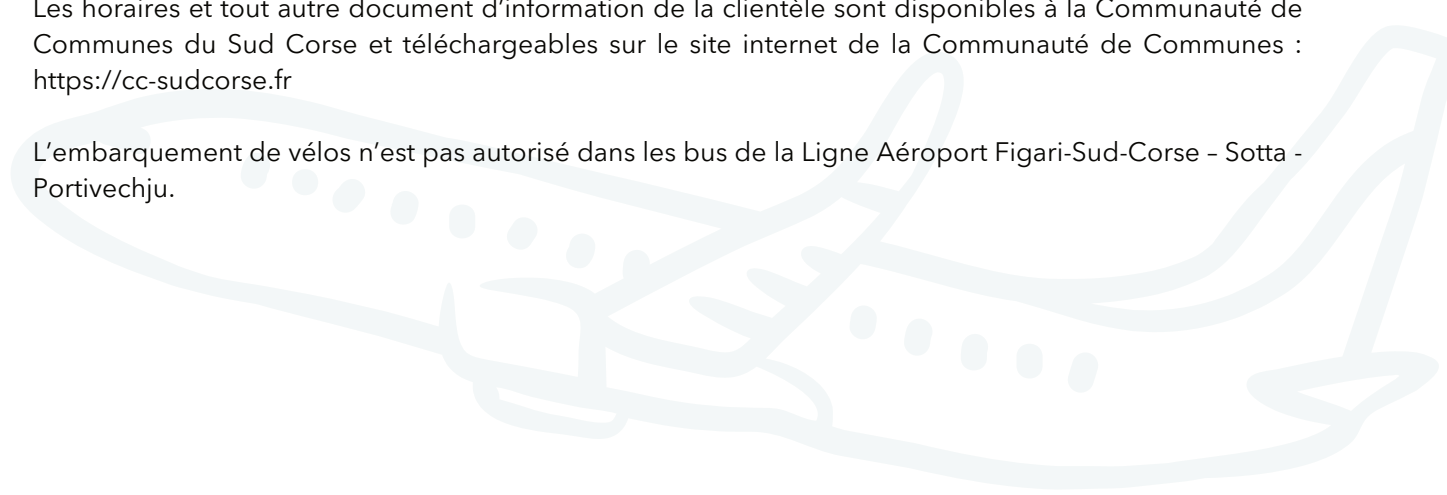 Les horaires et tout autre document d’information de la clientèle sont disponibles à la Communauté de
Communes du Sud Corse et téléchargeables sur le site internet de la Communauté de Communes :
https://cc-sudcorse.fr
L’embarquement de vélos n’est pas autorisé dans les bus de la Ligne Aéroport Figari-Sud-Corse – Sotta -
Portivechju.